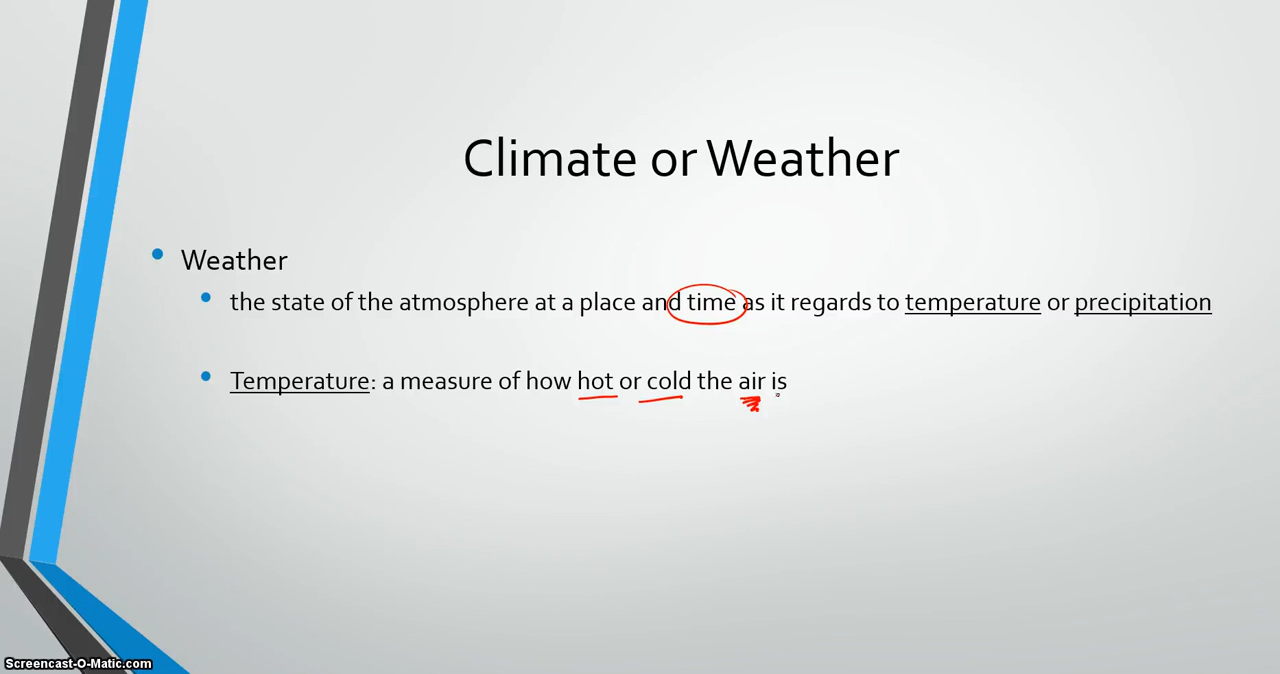 Climate or Weather
Weather
the state of the atmosphere at a place and time as it regards to temperature or precipitation
Temperature: a measure of how hot or cold the air is
Screencast-O-Matic.com